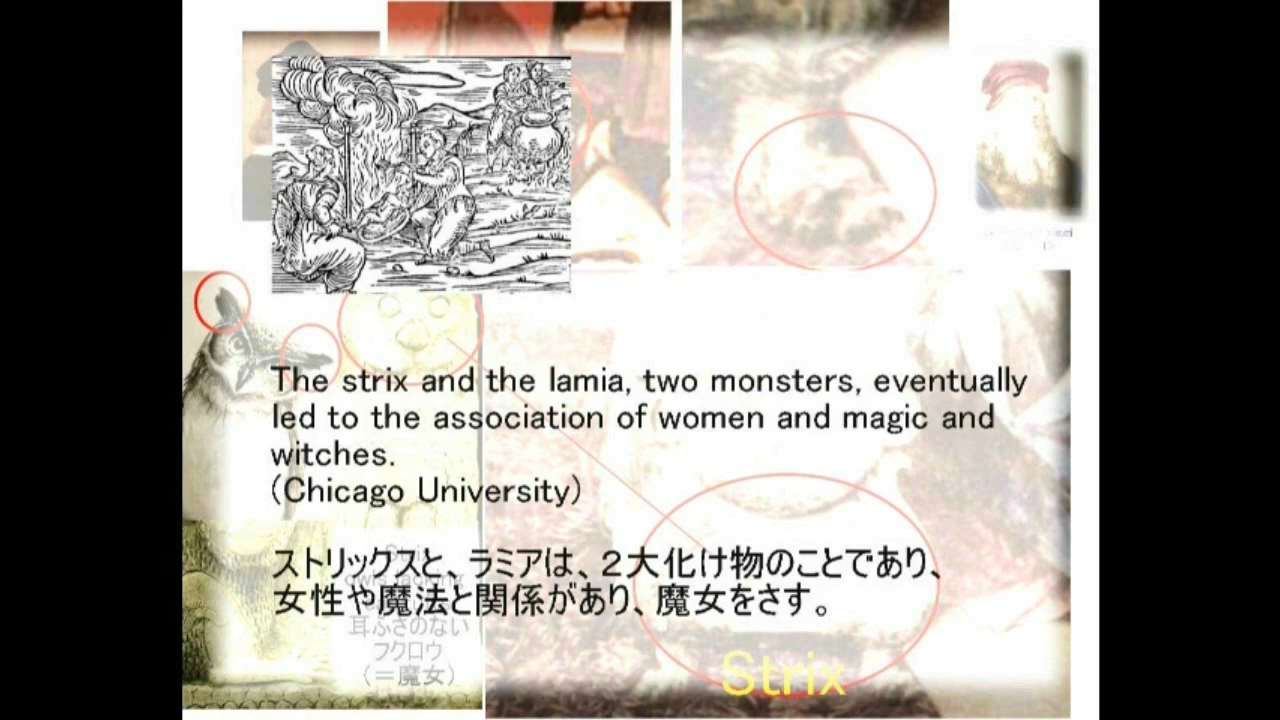 The strix and the lamia, two monsters, eventually
led to the association of women and magic and
witches.
(Chicago University)
ストリックスと、ラミアは、２大化け物のことであり、
女性や魔法と関係があり、魔女をさす。
耳ふさのない
フクロウ
（＝魔女）
Strix